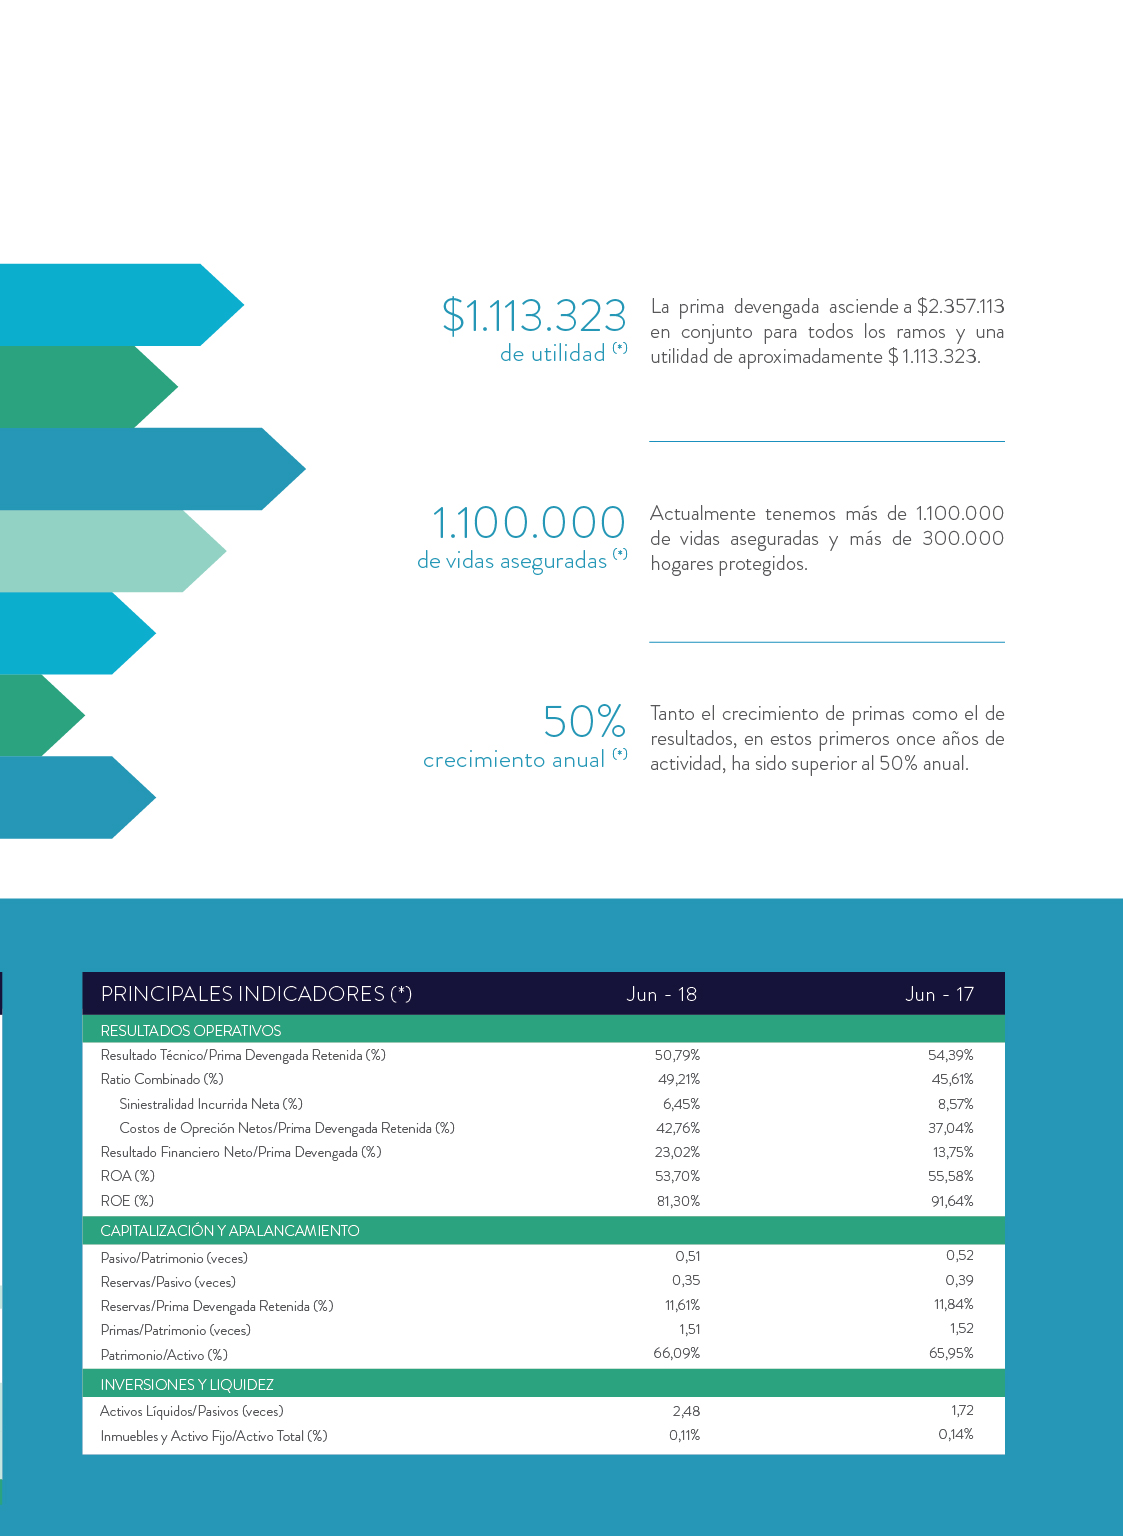 $1.113.323
de utilidad (*)
La prima devengada asciende a $2.357.113
en conjunto para todos los ramos y una
utilidad de aproximadamente $ 1.113.323.
1.100.000
de vidas aseguradas (*)
Actualmente tenemos más de 1.100.000
de vidas aseguradas y más de 300.000
hogares protegidos.
50%
crecimiento anual (*)
Tanto el crecimiento de primas como el de
resultados, en estos primeros once años de
actividad, ha sido superior al 50% anual.
PRINCIPALES INDICADORES (*) Jun - 18 Jun - 17
RESULTADOS OPERATIVOS
Resultado Técnico/Prima Devengada Retenida (%) 50,79% 54,39%
Ratio Combinado (%) 49,21% 45,61%
Siniestralidad Incurrida Neta (%) 6,45% 8,57%
Costos de Opreción Netos/Prima Devengada Retenida (%) 42,76% 37,04%
Resultado Financiero Neto/Prima Devengada (%) 23,02% 13,75%
ROA (%) 53,70% 55,58%
ROE (%) 81,30% 91,64%
CAPITALIZACIÓN Y APALANCAMIENTO
Pasivo/Patrimonio (veces) 0,51 0,52
Reservas/Pasivo (veces) 0,35 0,39
Reservas/Prima Devengada Retenida (%) 11,61% 11,84%
Primas/Patrimonio (veces) 1,51 1,52
Patrimonio/Activo (%) 66,09% 65,95%
INVERSIONES Y LIQUIDEZ
Activos Líquidos/Pasivos (veces) 2,48 1,72
Inmuebles y Activo Fijo/Activo Total (%) 0,11% 0,14%